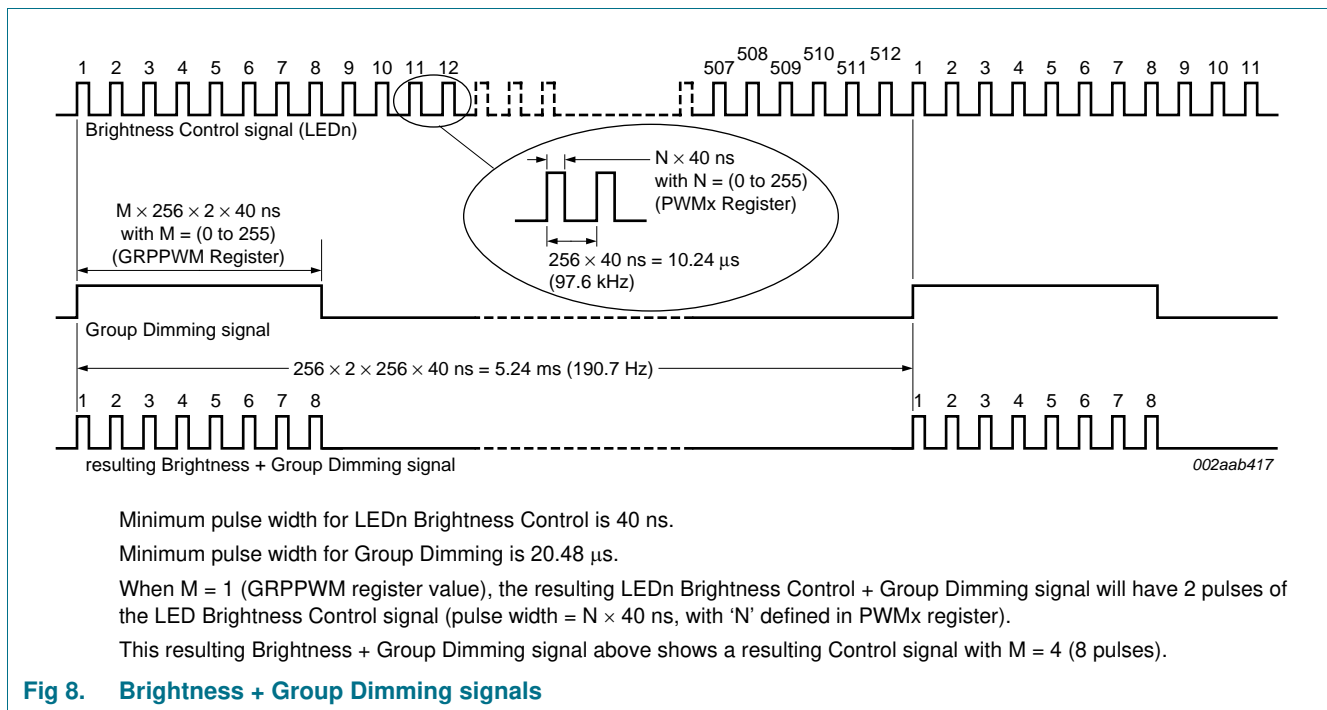 1 2 3 4 5 6 7 8 9 10 11 12 507 508 509 510 511 512 1 2 3 4 5 6 7 8 9 10 11
Brightness Control signal (LEDn)
N × 40 ns
with N = (0 to 255)
(PWMx Register)
256 × 40 ns = 10.24 μs
(97.6 kHz)
M × 256 × 2 × 40 ns
with M = (0 to 255)
(GRPPWM Register)
Group Dimming signal
256 × 2 × 256 × 40 ns = 5.24 ms (190.7 Hz)
1 2 3 4 5 6 7 8 1 2 3 4 5 6 7 8
resulting Brightness + Group Dimming signal
002aab417
Minimum pulse width for LEDn Brightness Control is 40 ns.
Minimum pulse width for Group Dimming is 20.48 μs.
When M = 1 (GRPPWM register value), the resulting LEDn Brightness Control + Group Dimming signal will have 2 pulses of
the LED Brightness Control signal (pulse width = N × 40 ns, with ‘N’ defined in PWMx register).
This resulting Brightness + Group Dimming signal above shows a resulting Control signal with M = 4 (8 pulses).
Fig 8. Brightness + Group Dimming signals